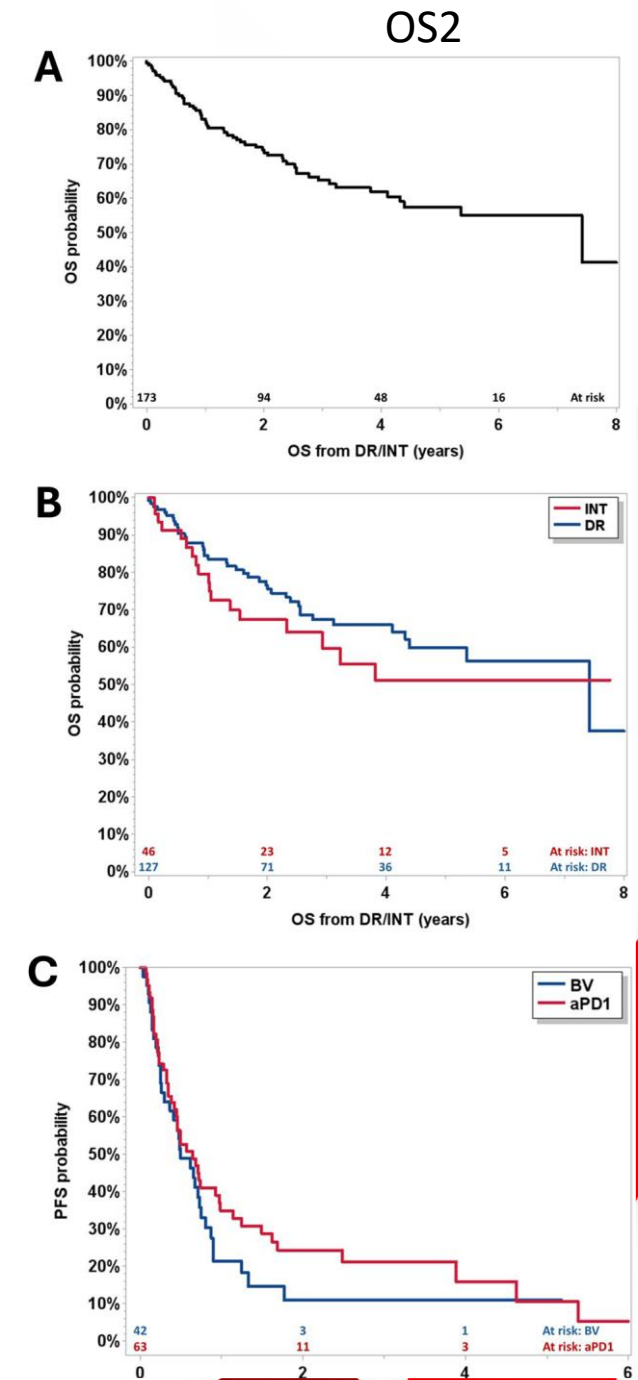 OS2
A
100%
90%
80%
70%
60%
50%
40%
30%
20%
10%
0%
OS probability
173 94 48 16 At risk
0 2 4 6 8
OS from DR/INT (years)
B
100%
90%
80%
70%
60%
50%
40%
30%
20%
10%
0%
OS probability
INT
DR
46 23 12 5 At risk: INT
127 71 36 11 At risk: DR
0 2 4 6 8
OS from DR/INT (years)
C
100%
90%
80%
70%
60%
50%
40%
30%
20%
10%
0%
PFS probability
BV
aPD1
42 3 1 At risk: BV
63 11 3 At risk: aPD1
0 2 4 6